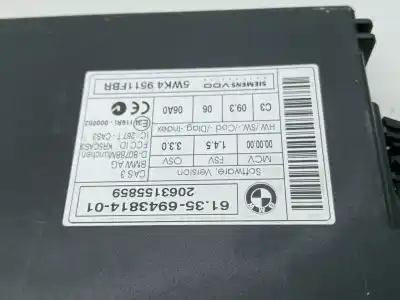 61.35-6943814-01
2063155859
Software, Version
MCV FSV OSV
00.00.00 1.4.5 3.3.0
HW-/SW-/Cod-/Diag-Index
C3 09.3 06 06A0
CAS 3
BMW AG
D-80788München
FCC ID: KR5CAS3
IC: 267T-CAS3
SIEMENS VDO
5WK4 9511FBR